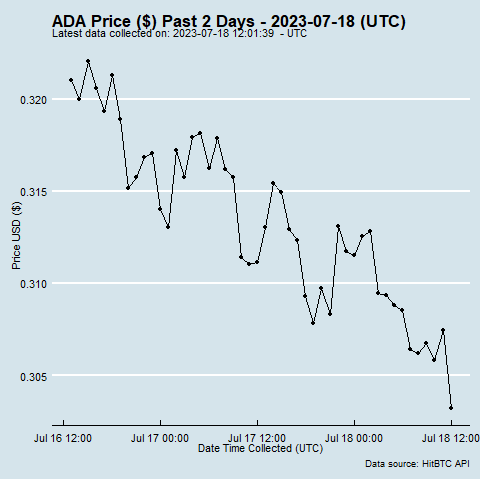 ADA Price ($) Past 2 Days - 2023-07-18 (UTC)
Latest data collected on: 2023-07-18 12:01:39  - UTC
0.320
0.315
0.310
0.305
Price USD ($)
Jul 16 12:00 Jul 17 00:00 Jul 17 12:00 Jul 18 00:00 Jul 18 12:00
Date Time Collected (UTC)
Data source: HitBTC API